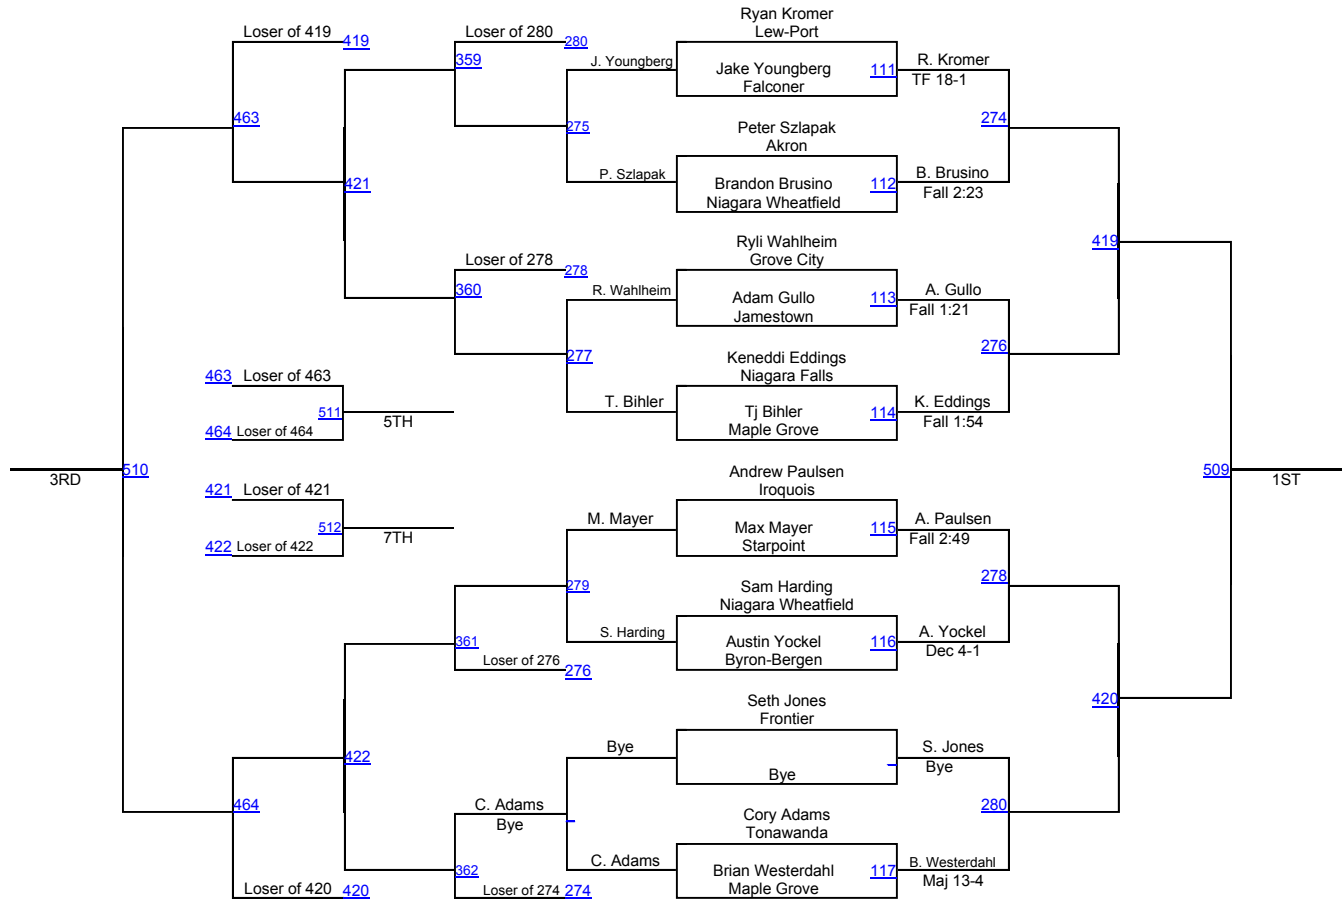 Ryan Kromer
Lew-Port
Loser of 419 419
Loser of 280 280
359
J. Youngberg
Jake Youngberg 111
Falconer
R. Kromer
TF 18-1
463
275
Peter Szlapak
Akron
274
421
P. Szlapak
Brandon Brusino 112
Niagara Wheatfield
B. Brusino
Fall 2:23
Ryli Wahlheim
Grove City
419
Loser of 278 278
360
R. Wahlheim
Adam Gullo 113
Jamestown
A. Gullo
Fall 1:21
277
Keneddi Eddings
Niagara Falls
276
463 Loser of 463
511
5TH
464 Loser of 464
T. Bihler
Tj Bihler 114
Maple Grove
K. Eddings
Fall 1:54
3RD
510
Andrew Paulsen
Iroquois
509
1ST
421 Loser of 421
512
7TH
422 Loser of 422
M. Mayer
Max Mayer 115
Starpoint
A. Paulsen
Fall 2:49
279
Sam Harding
Niagara Wheatfield
278
361
S. Harding
Austin Yockel 116
Byron-Bergen
A. Yockel
Dec 4-1
Loser of 276 276
Seth Jones
Frontier
420
422
Bye
Bye
S. Jones
Bye
464
C. Adams
Bye
Cory Adams
Tonawanda
280
362
C. Adams
Brian Westerdahl 117
Maple Grove
B. Westerdahl
Maj 13-4
Loser of 420 420
Loser of 274 274